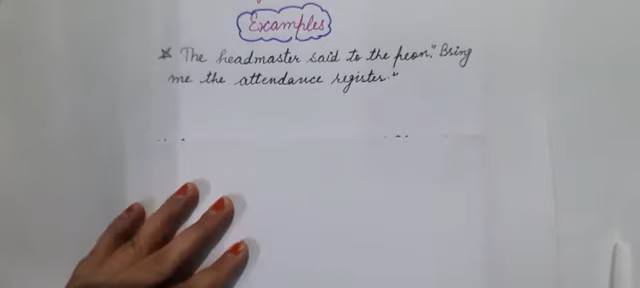 Examples
* The headmaster said to the peon, "Bring
me the attendance register."